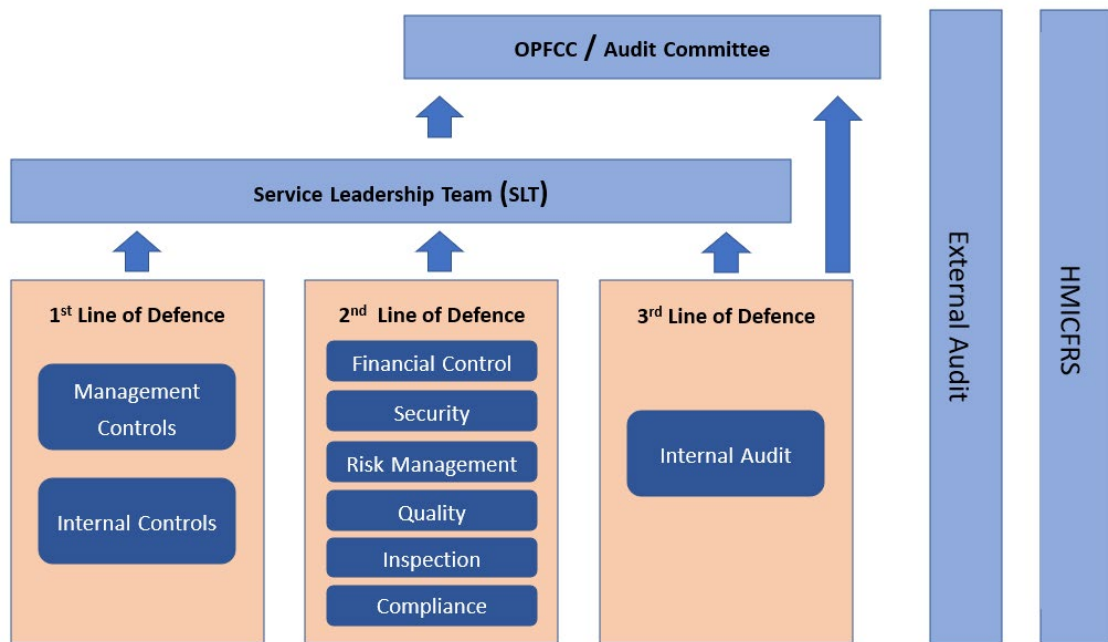 OPFCC / Audit Committee
Service Leadership Team (SLT)
1st Line of Defence
Management
Controls
Internal Controls
2nd Line of Defence
Financial Control
Security
Risk Management
Quality
Inspection
Compliance
3rd Line of Defence
Internal Audit
External Audit
HMICFRS